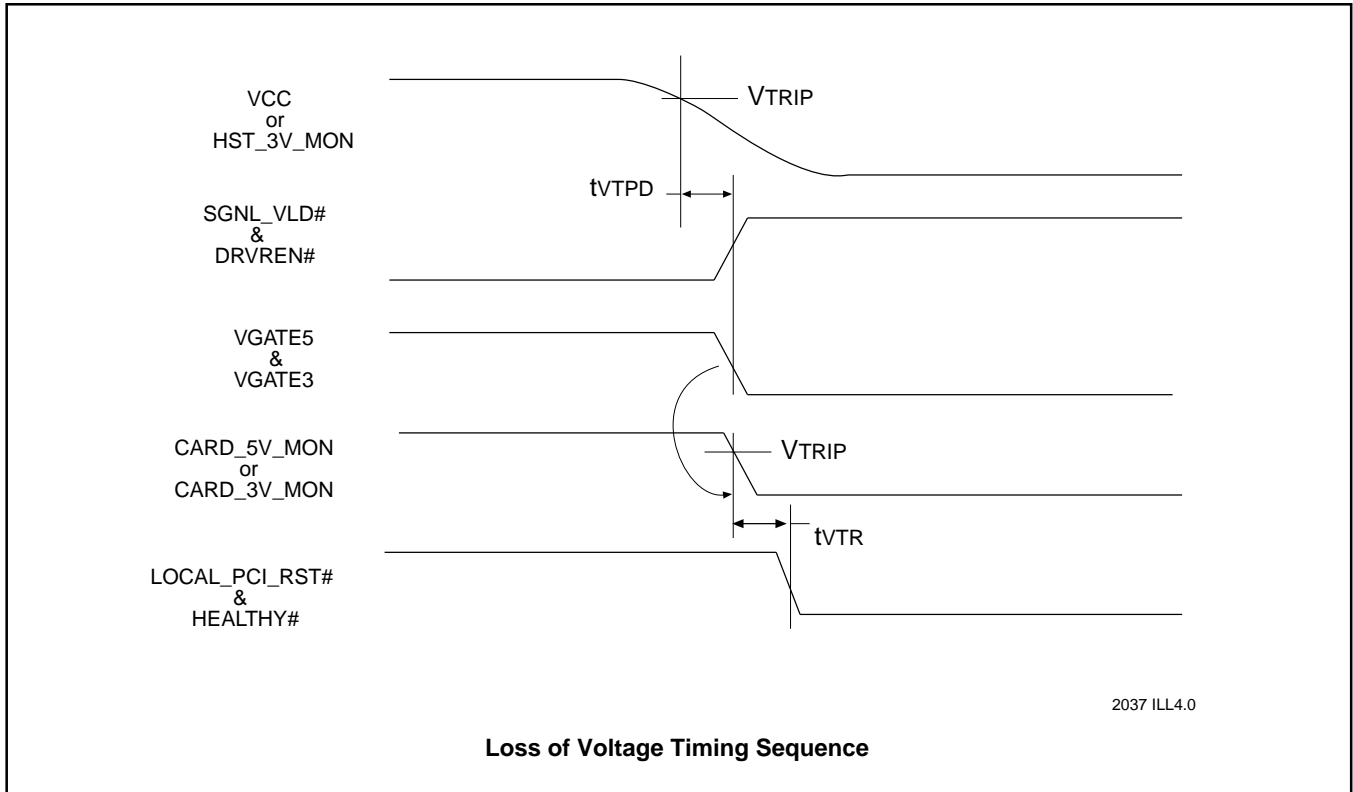 VCC
or
HST_3V_MON
VTRIP
tVTPD
SGNL_VLD#
&
DRVREN#
VGATE5
&
VGATE3
CARD_5V_MON
or
CARD_3V_MON
VTRIP
tVTR
LOCAL_PCI_RST#
&
HEALTHY#
2037 ILL4.0
Loss of Voltage Timing Sequence